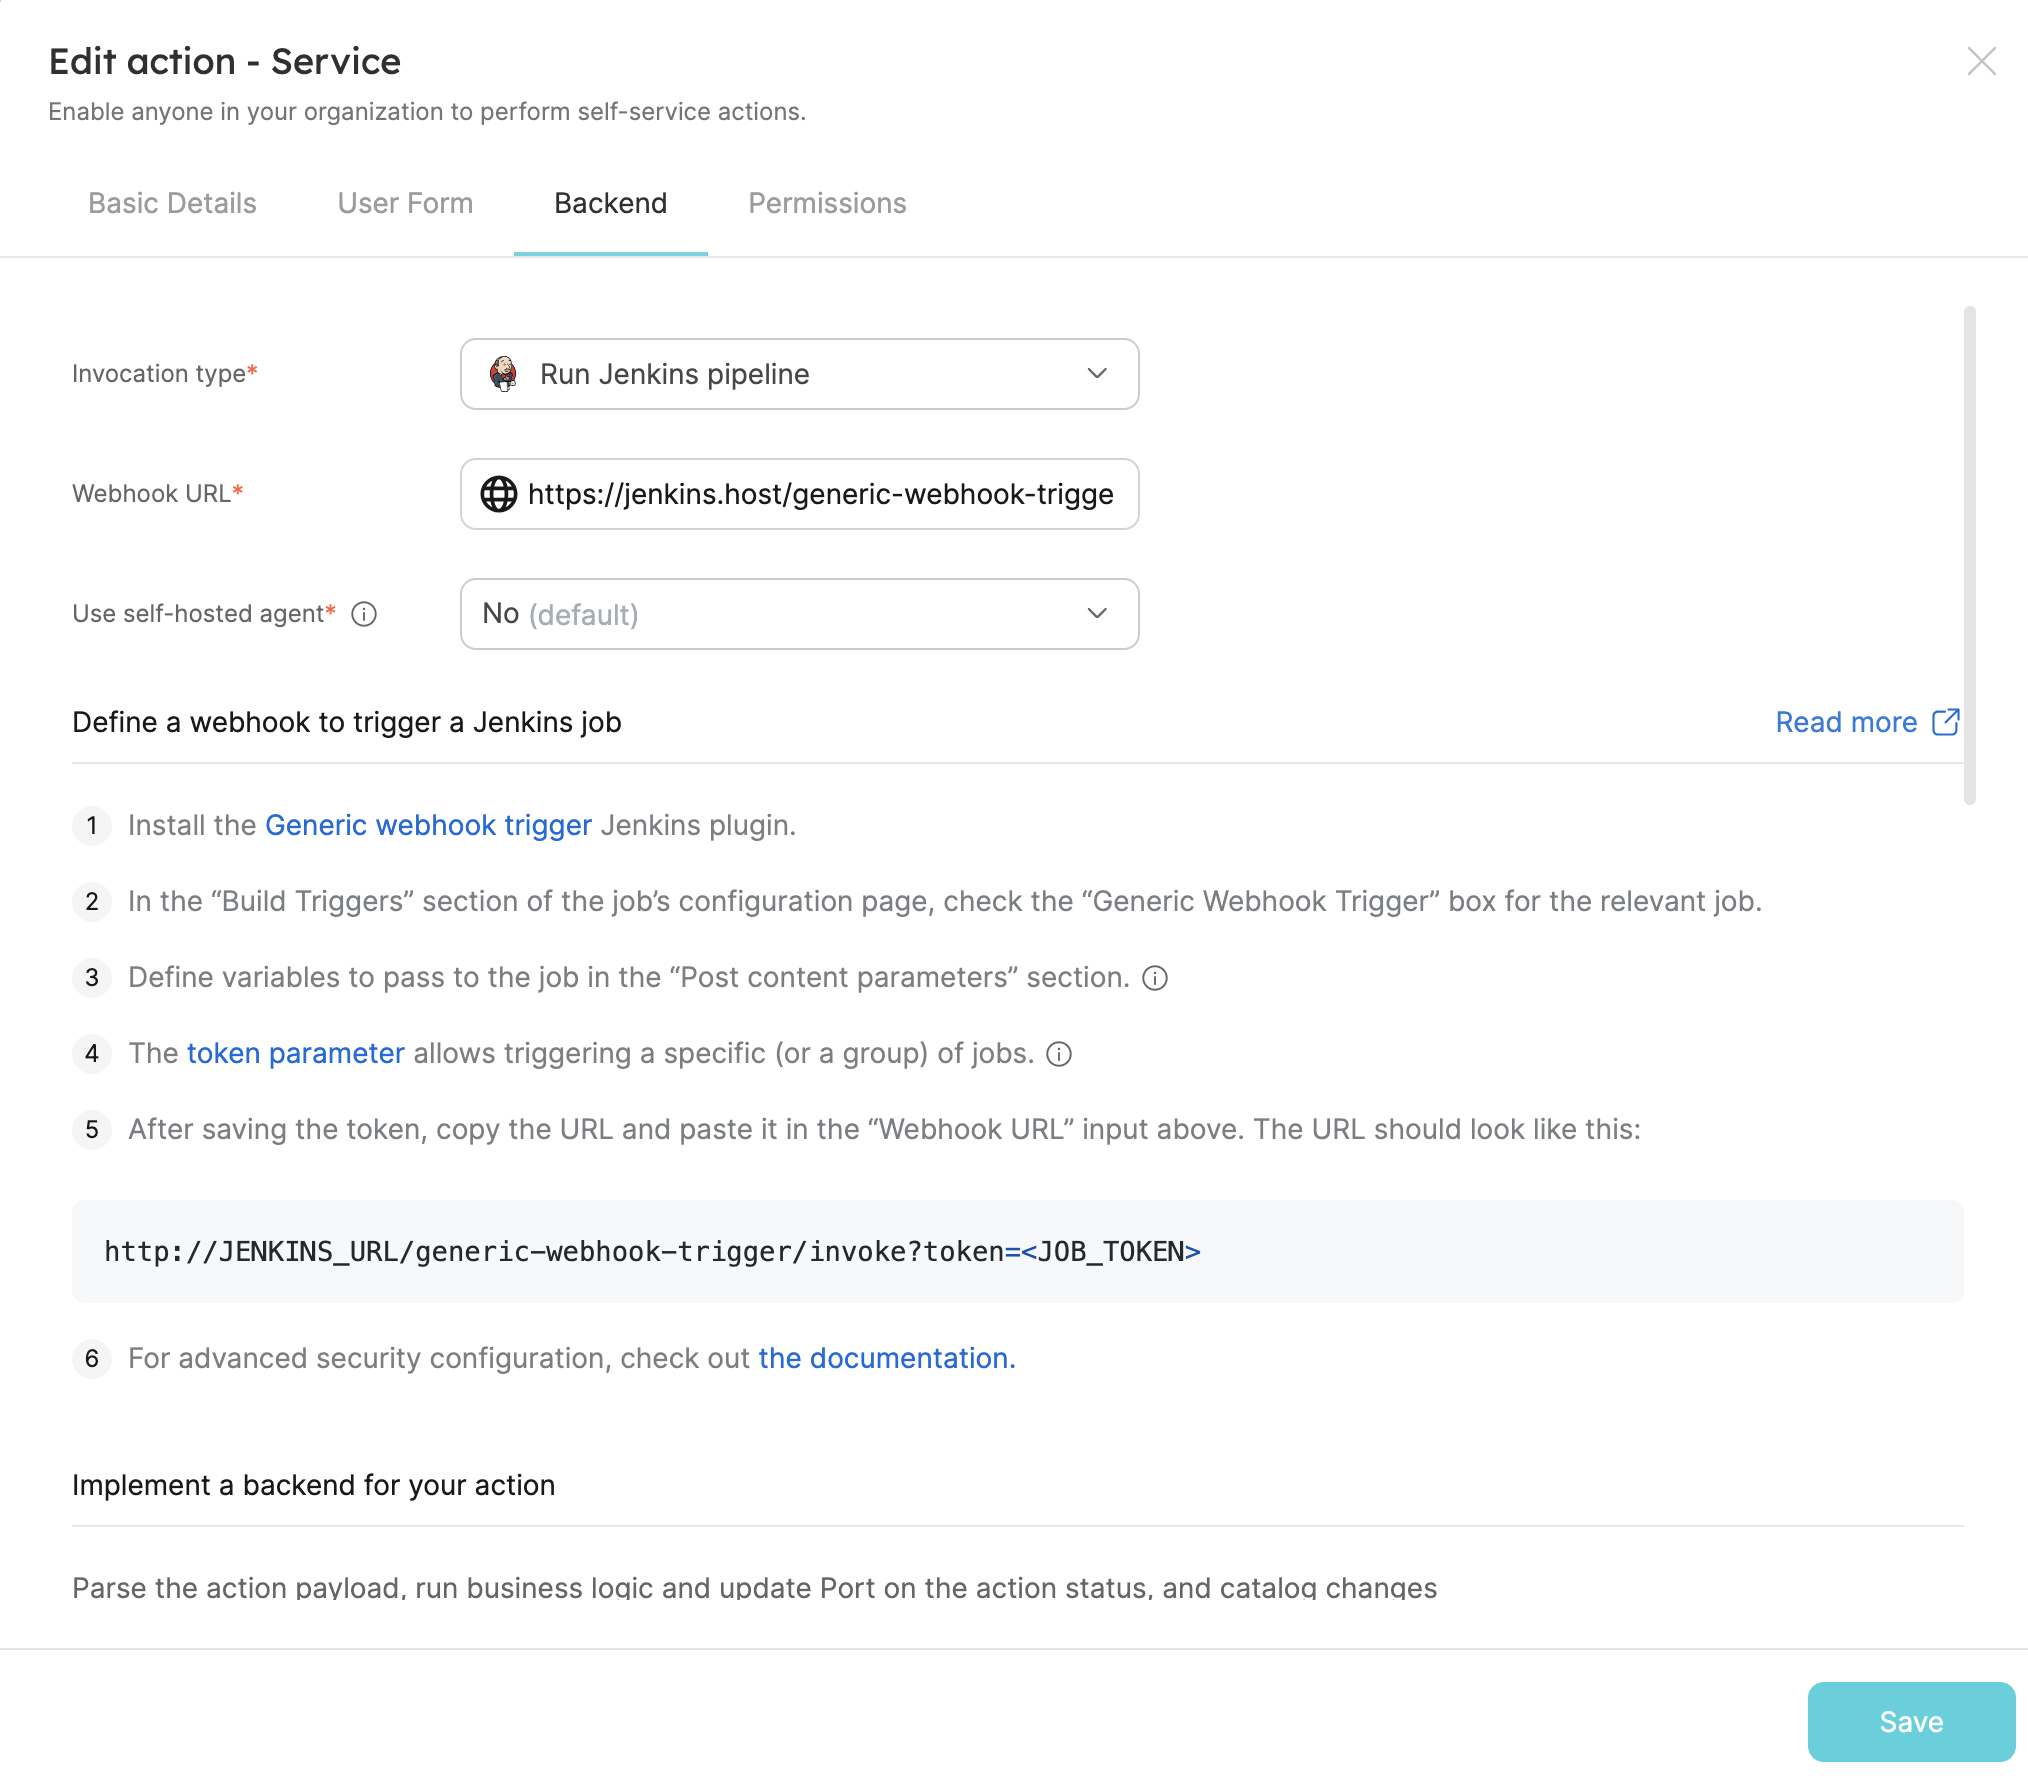 Edit action - Service
Enable anyone in your organization to perform self-service actions.
Basic Details
User Form
Backend
Permissions
Invocation type*
Run Jenkins pipeline
Webhook URL*
https://jenkins.host/generic-webhook-trigge
Use self-hosted agent*
No (default)
Define a webhook to trigger a Jenkins job
Read more
1 Install the Generic webhook trigger Jenkins plugin.
2 In the “Build Triggers” section of the job’s configuration page, check the “Generic Webhook Trigger” box for the relevant job.
3 Define variables to pass to the job in the “Post content parameters” section.
4 The token parameter allows triggering a specific (or a group) of jobs.
5 After saving the token, copy the URL and paste it in the “Webhook URL” input above. The URL should look like this:
http://JENKINS_URL/generic-webhook-trigger/invoke?token=<JOB_TOKEN>
6 For advanced security configuration, check out the documentation.
Implement a backend for your action
Parse the action payload, run business logic and update Port on the action status, and catalog changes
Save